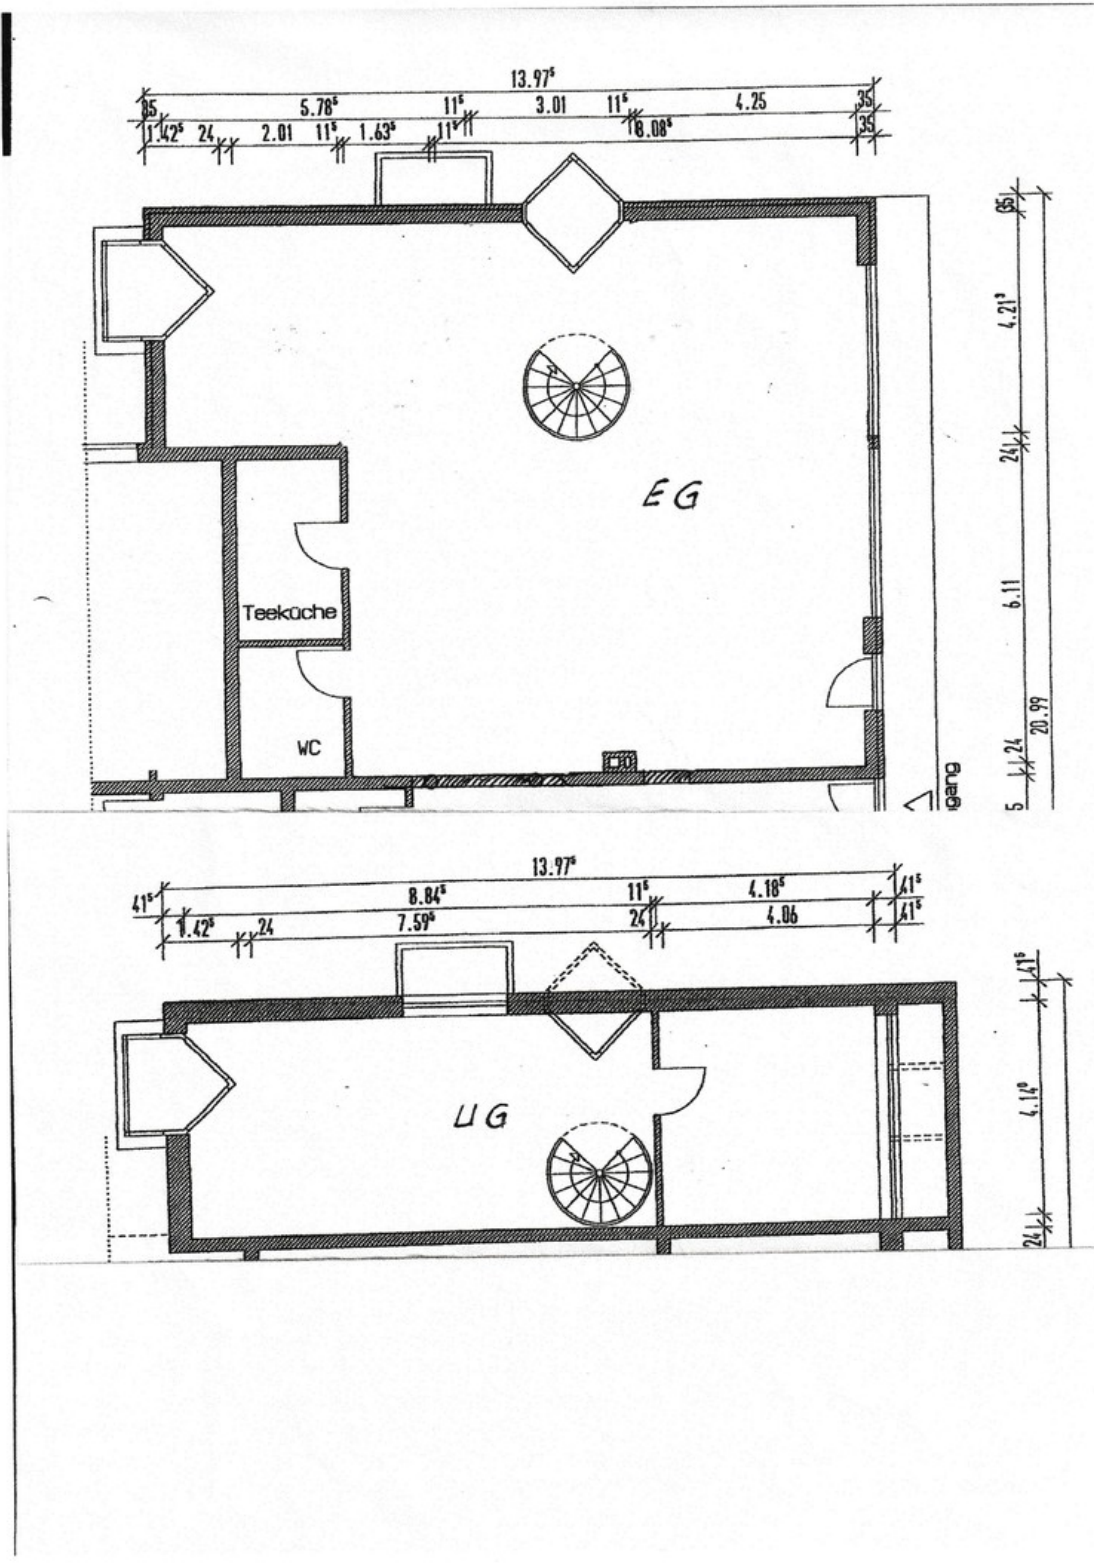 13.97⁵
35 5.78⁵ 11⁵ 3.01 11⁵ 4.25 35
1.42⁵ 24 2.01 11⁵ 1.63⁵ 11⁵ 8.08⁵ 35
35
4.21³
24
6.11
24
5
20.99
EG
Teeküche
WC
gang
13.97⁵
41⁵ 8.84⁵ 11⁵ 4.18⁵ 41⁵
1.42⁵ 24 7.59⁵ 24 4.06 41⁵
41⁵
4.14⁰
24
UG